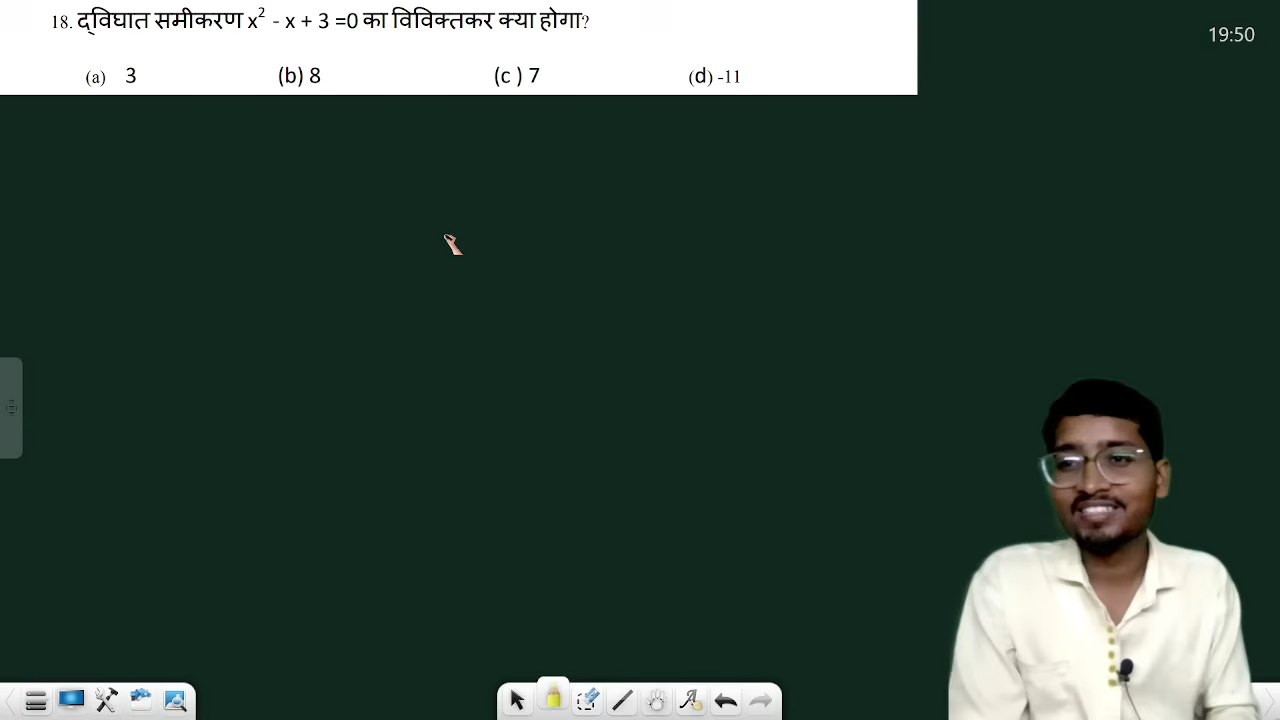 18. द्विघात समीकरण x² - x + 3 =0 का विविक्तकर क्या होगा?
(a) 3 (b) 8 (c ) 7 (d) -11
19:50